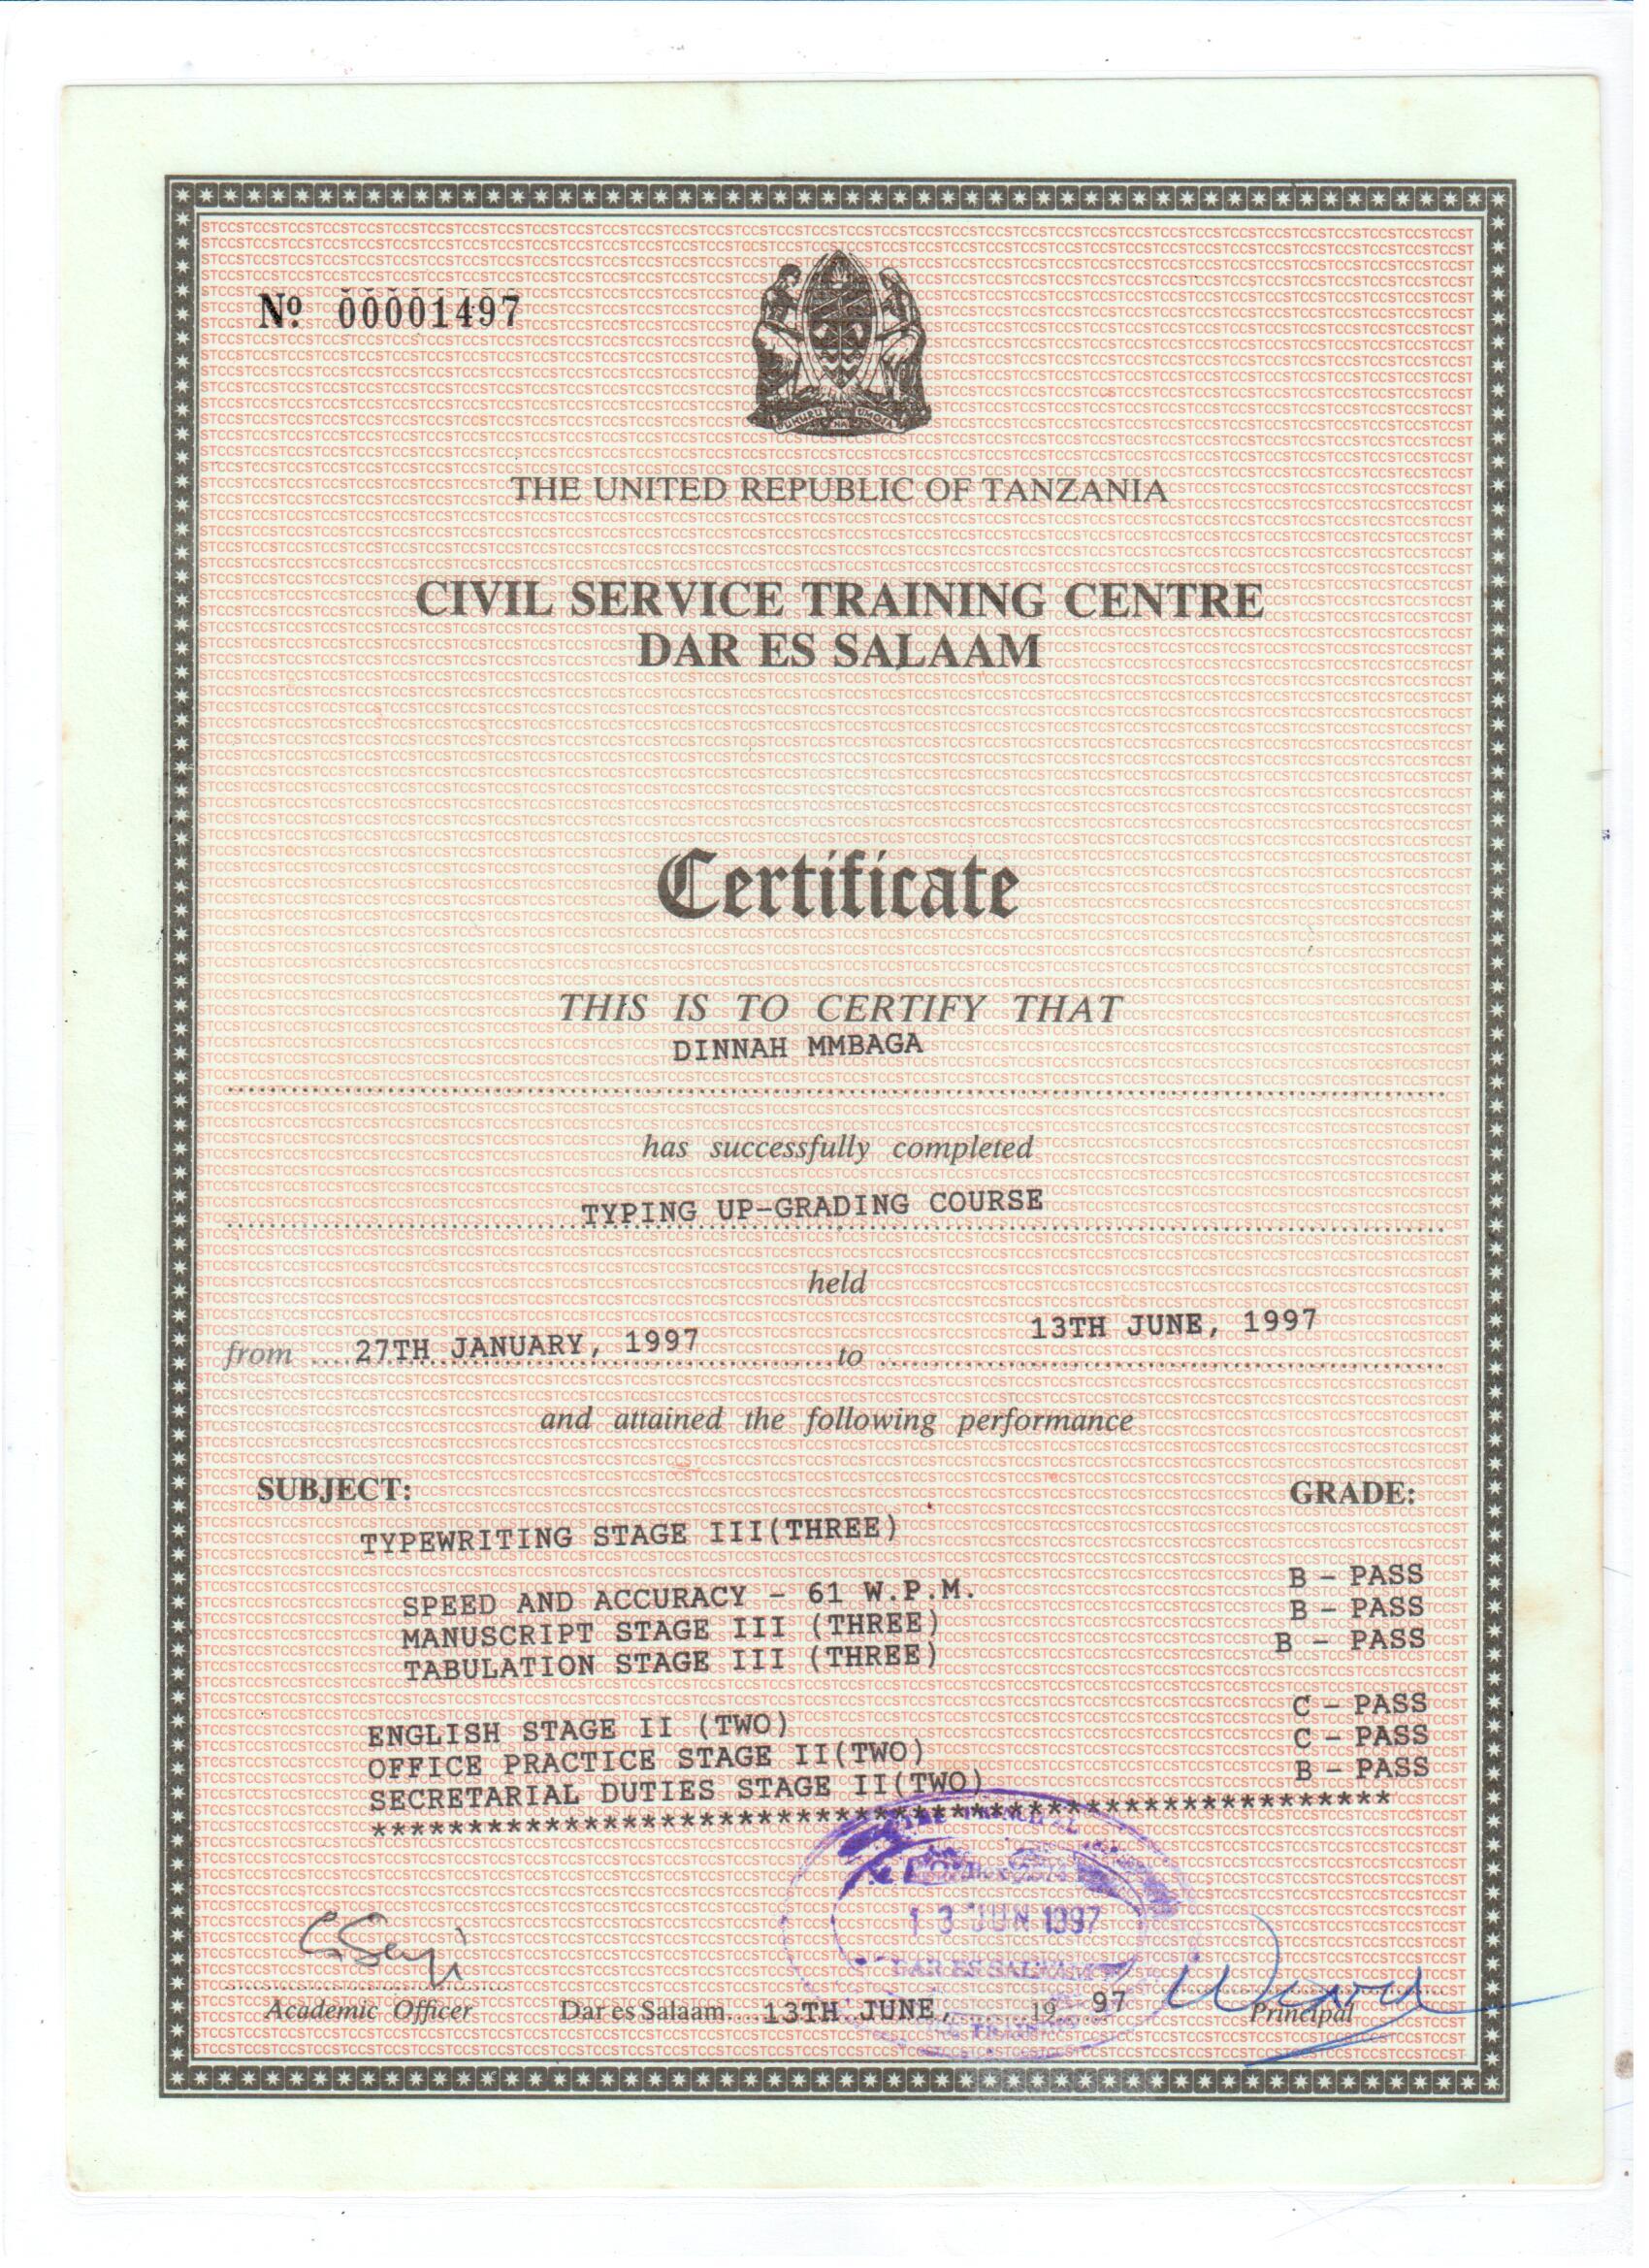 Nº 00001497
UHURU NA UMOJA
THE UNITED REPUBLIC OF TANZANIA
CIVIL SERVICE TRAINING CENTRE
DAR ES SALAAM
Certificate
THIS IS TO CERTIFY THAT
DINNAH MMBAGA
has successfully completed
TYPING UP-GRADING COURSE
held
from 27TH JANUARY, 1997 to 13TH JUNE, 1997
and attained the following performance
SUBJECT: GRADE:
TYPEWRITING STAGE III(THREE)
SPEED AND ACCURACY - 61 W.P.M. B - PASS
MANUSCRIPT STAGE III (THREE) B - PASS
TABULATION STAGE III (THREE) B - PASS
ENGLISH STAGE II (TWO) C - PASS
OFFICE PRACTICE STAGE II(TWO) C - PASS
SECRETARIAL DUTIES STAGE II(TWO) B - PASS
13 JUN 1997
DAR ES SALAAM
Academic Officer Dar es Salaam 13TH JUNE, 19 97 Principal